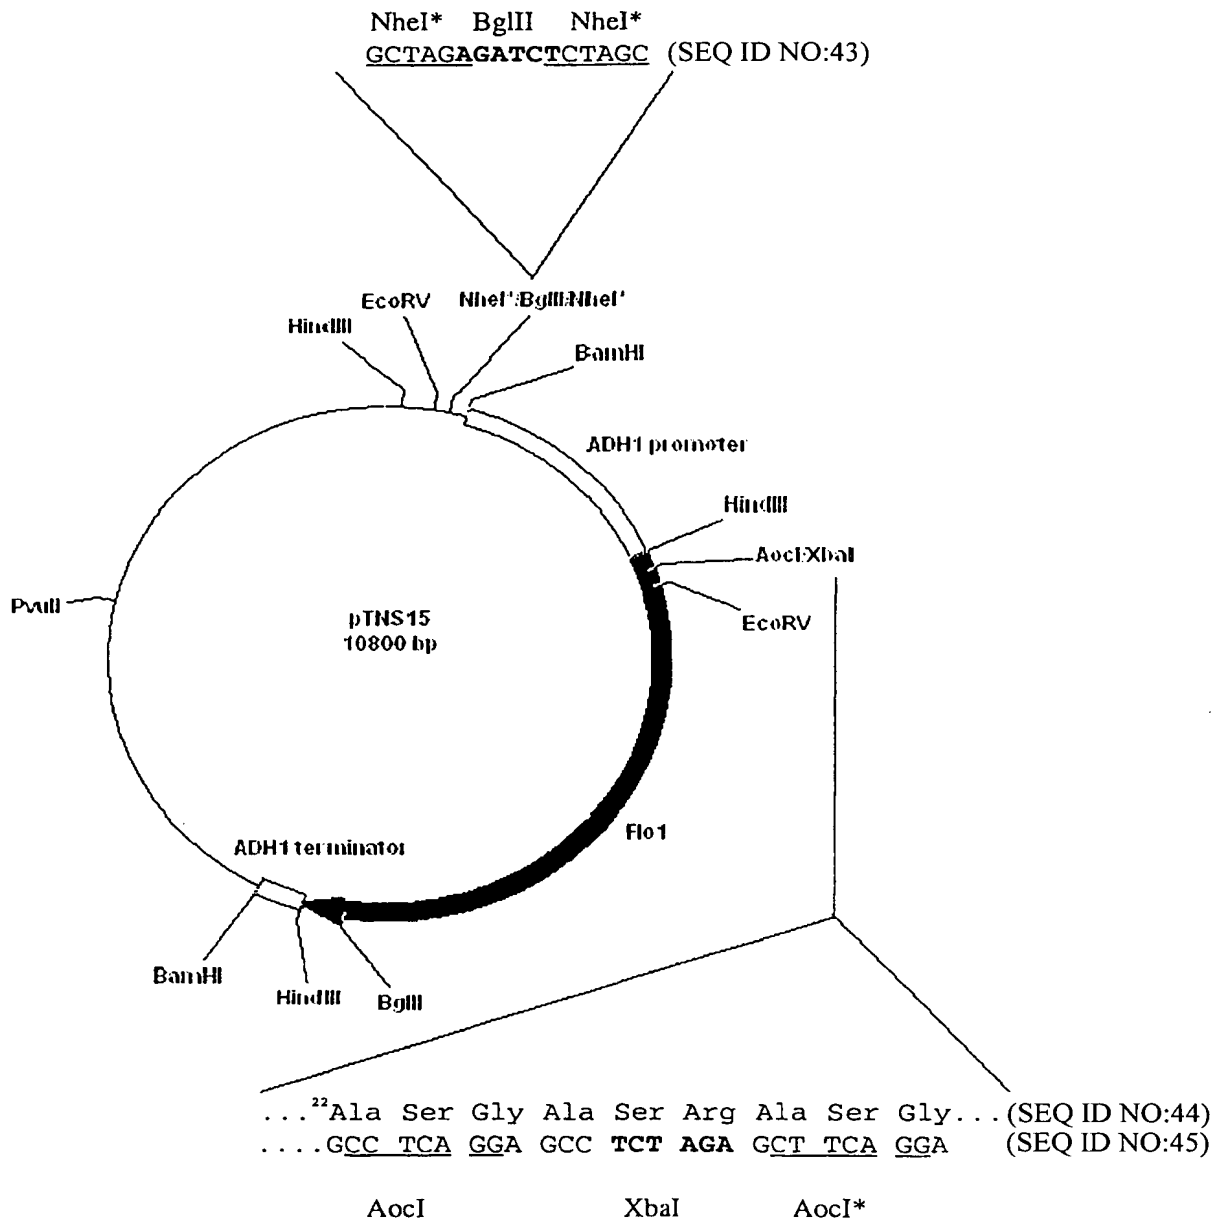 NheI* BglII NheI*
GCTAGAGATCTCTAGC (SEQ ID NO:43)
EcoRV NheI*/BglII/NheI*
HindIII
BamHI
ADH1 promoter
HindIII
AocI/XbaI
PvuII
EcoRV
pTNS15
10800 bp
Flo1
ADH1 terminator
BamHI
HindIII
BglII
...²²Ala Ser Gly Ala Ser Arg Ala Ser Gly... (SEQ ID NO:44)
....GCC TCA GGA GCC TCT AGA GCT TCA GGA (SEQ ID NO:45)
AocI XbaI AocI*